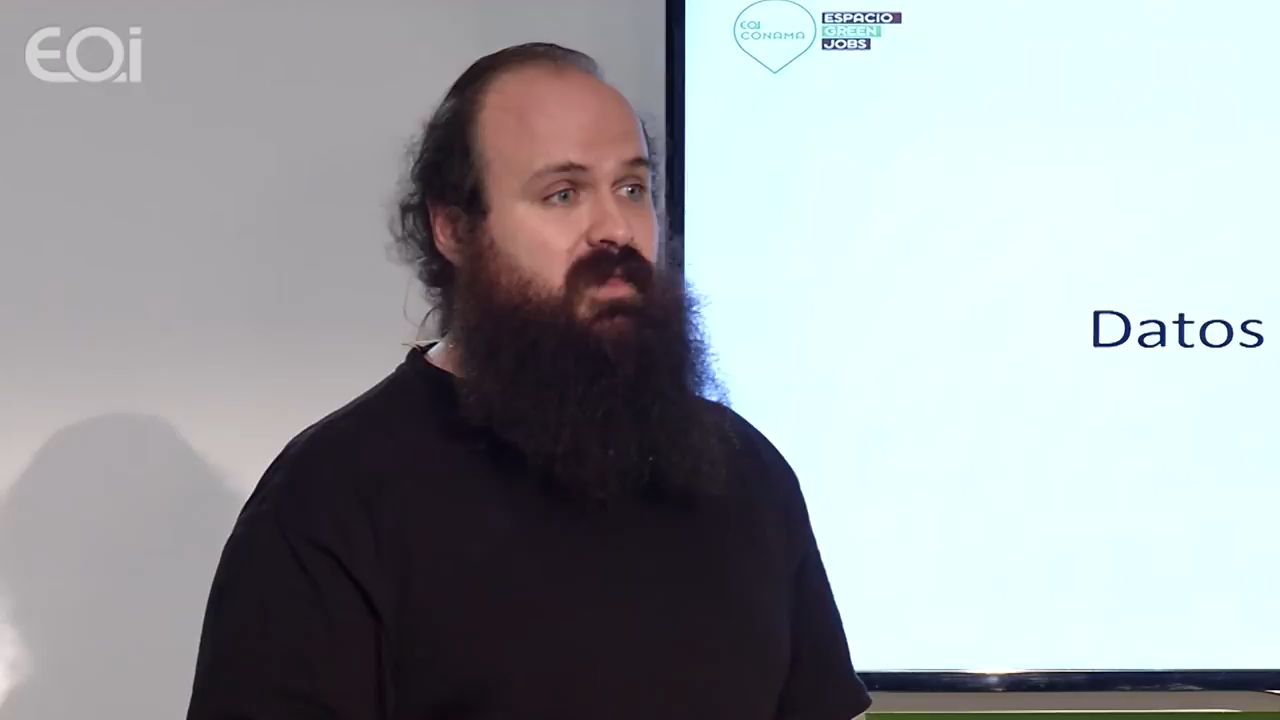 EOi
EOI
CONAMA
ESPACIO
GREEN
JOBS
Datos